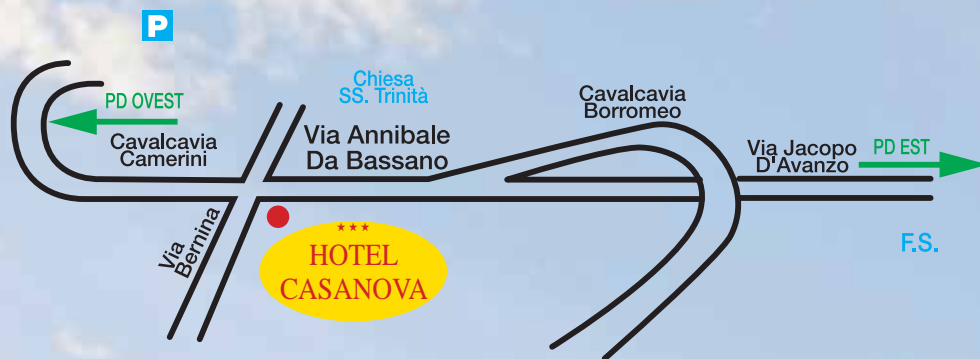 P
PD OVEST
Cavalcavia
Camerini
Chiesa
SS. Trinità
Via Annibale
Da Bassano
Cavalcavia
Borromeo
Via Jacopo
D'Avanzo
PD EST
Via
Bernina
★★★
HOTEL
CASANOVA
F.S.